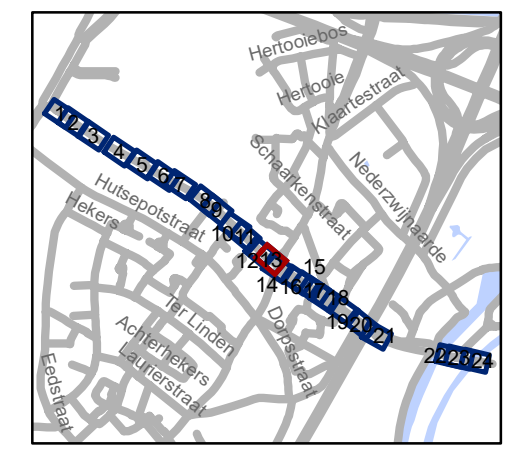 Hertooiebos
Hertooie
Klaartestraat
Schaarkenstraat
Nederzwijnaarde
Hutsepotstraat
Hekers
Ter Linden
Achterhekers
Laurierstraat
Eedstraat
Dorpsstraat
1
2
3
4
5
6
7
8
9
10
11
12
13
14
15
16
17
18
19
20
21
22
23
24